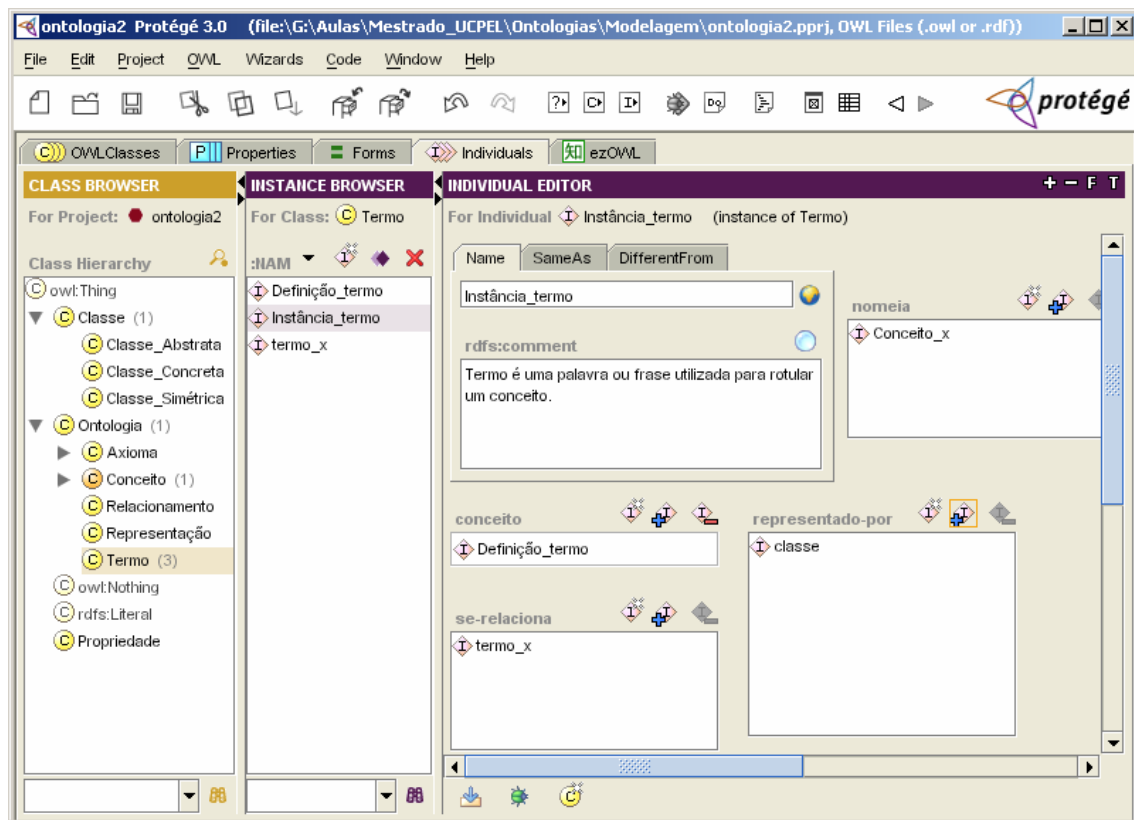 ontologia2 Protégé 3.0 (file:\G:\Aulas\Mestrado_UCPEL\Ontologias\Modelagem\ontologia2.pprj, OWL Files (.owl or .rdf))
File Edit Project OWL Wizards Code Window Help
protégé
OWLClasses Properties Forms Individuals ezOWL
CLASS BROWSER
For Project: ontologia2
Class Hierarchy
owl:Thing
Classe (1)
Classe_Abstrata
Classe_Concreta
Classe_Simétrica
Ontologia (1)
Axioma
Conceito (1)
Relacionamento
Representação
Termo (3)
owl:Nothing
rdfs:Literal
Propriedade
INSTANCE BROWSER
For Class: Termo
:NAM
Definição_termo
Instância_termo
termo_x
INDIVIDUAL EDITOR + − F T
For Individual Instância_termo (instance of Termo)
Name SameAs DifferentFrom
Instância_termo
rdfs:comment
Termo é uma palavra ou frase utilizada para rotular
um conceito.
nomeia
Conceito_x
conceito
Definição_termo
representado-por
classe
se-relaciona
termo_x